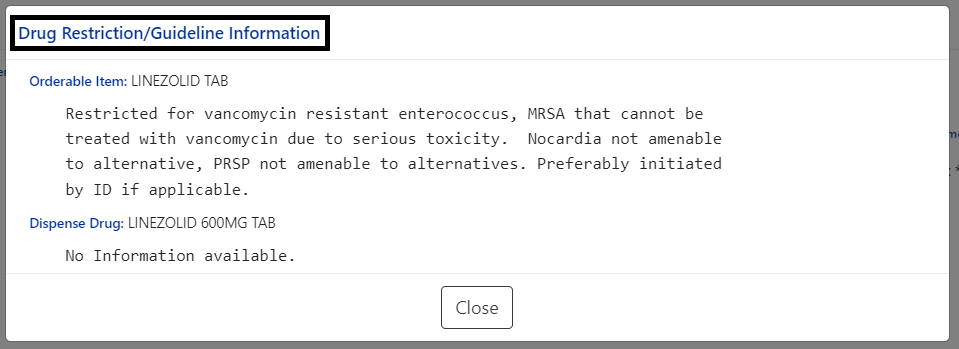 Drug Restriction/Guideline Information
Orderable Item: LINEZOLID TAB
Restricted for vancomycin resistant enterococcus, MRSA that cannot be
treated with vancomycin due to serious toxicity.  Nocardia not amenable
to alternative, PRSP not amenable to alternatives. Preferably initiated
by ID if applicable.
Dispense Drug: LINEZOLID 600MG TAB
No Information available.
Close